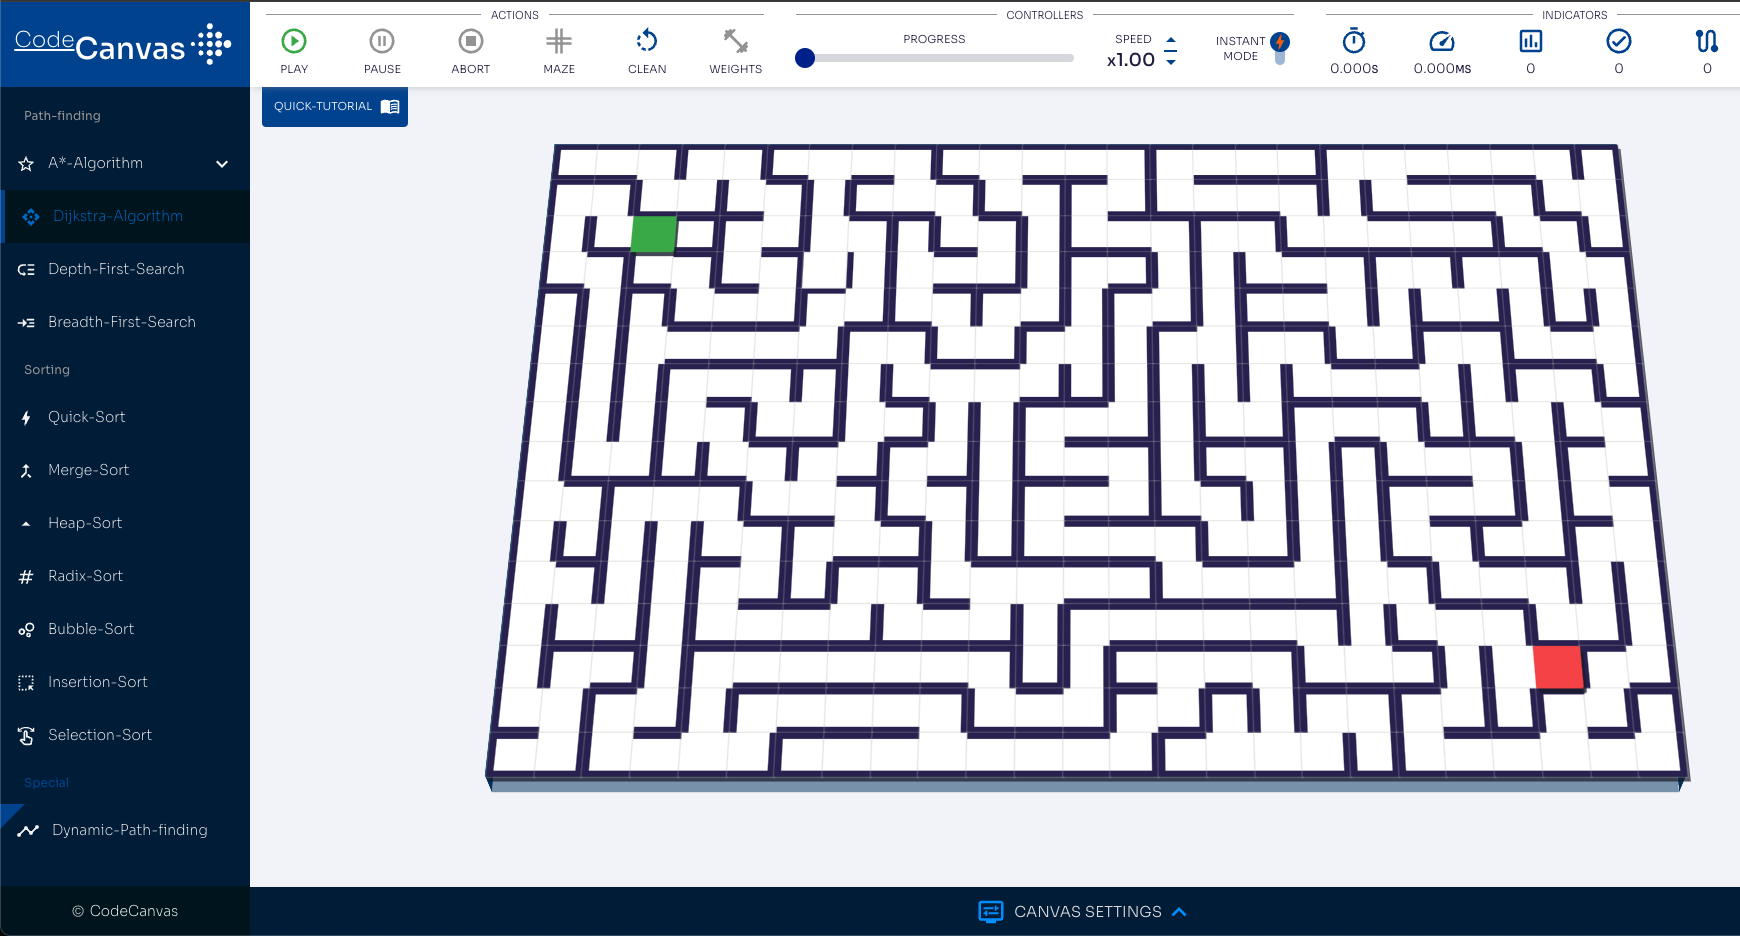 CodeCanvas
Path-finding
A*-Algorithm
Dijkstra-Algorithm
Depth-First-Search
Breadth-First-Search
Sorting
Quick-Sort
Merge-Sort
Heap-Sort
Radix-Sort
Bubble-Sort
Insertion-Sort
Selection-Sort
Special
Dynamic-Path-finding
© CodeCanvas
ACTIONS
PLAY
PAUSE
ABORT
MAZE
CLEAN
WEIGHTS
CONTROLLERS
PROGRESS
SPEED
x1.00
INSTANT
MODE
INDICATORS
0.000S
0.000MS
0
0
0
QUICK-TUTORIAL
CANVAS SETTINGS